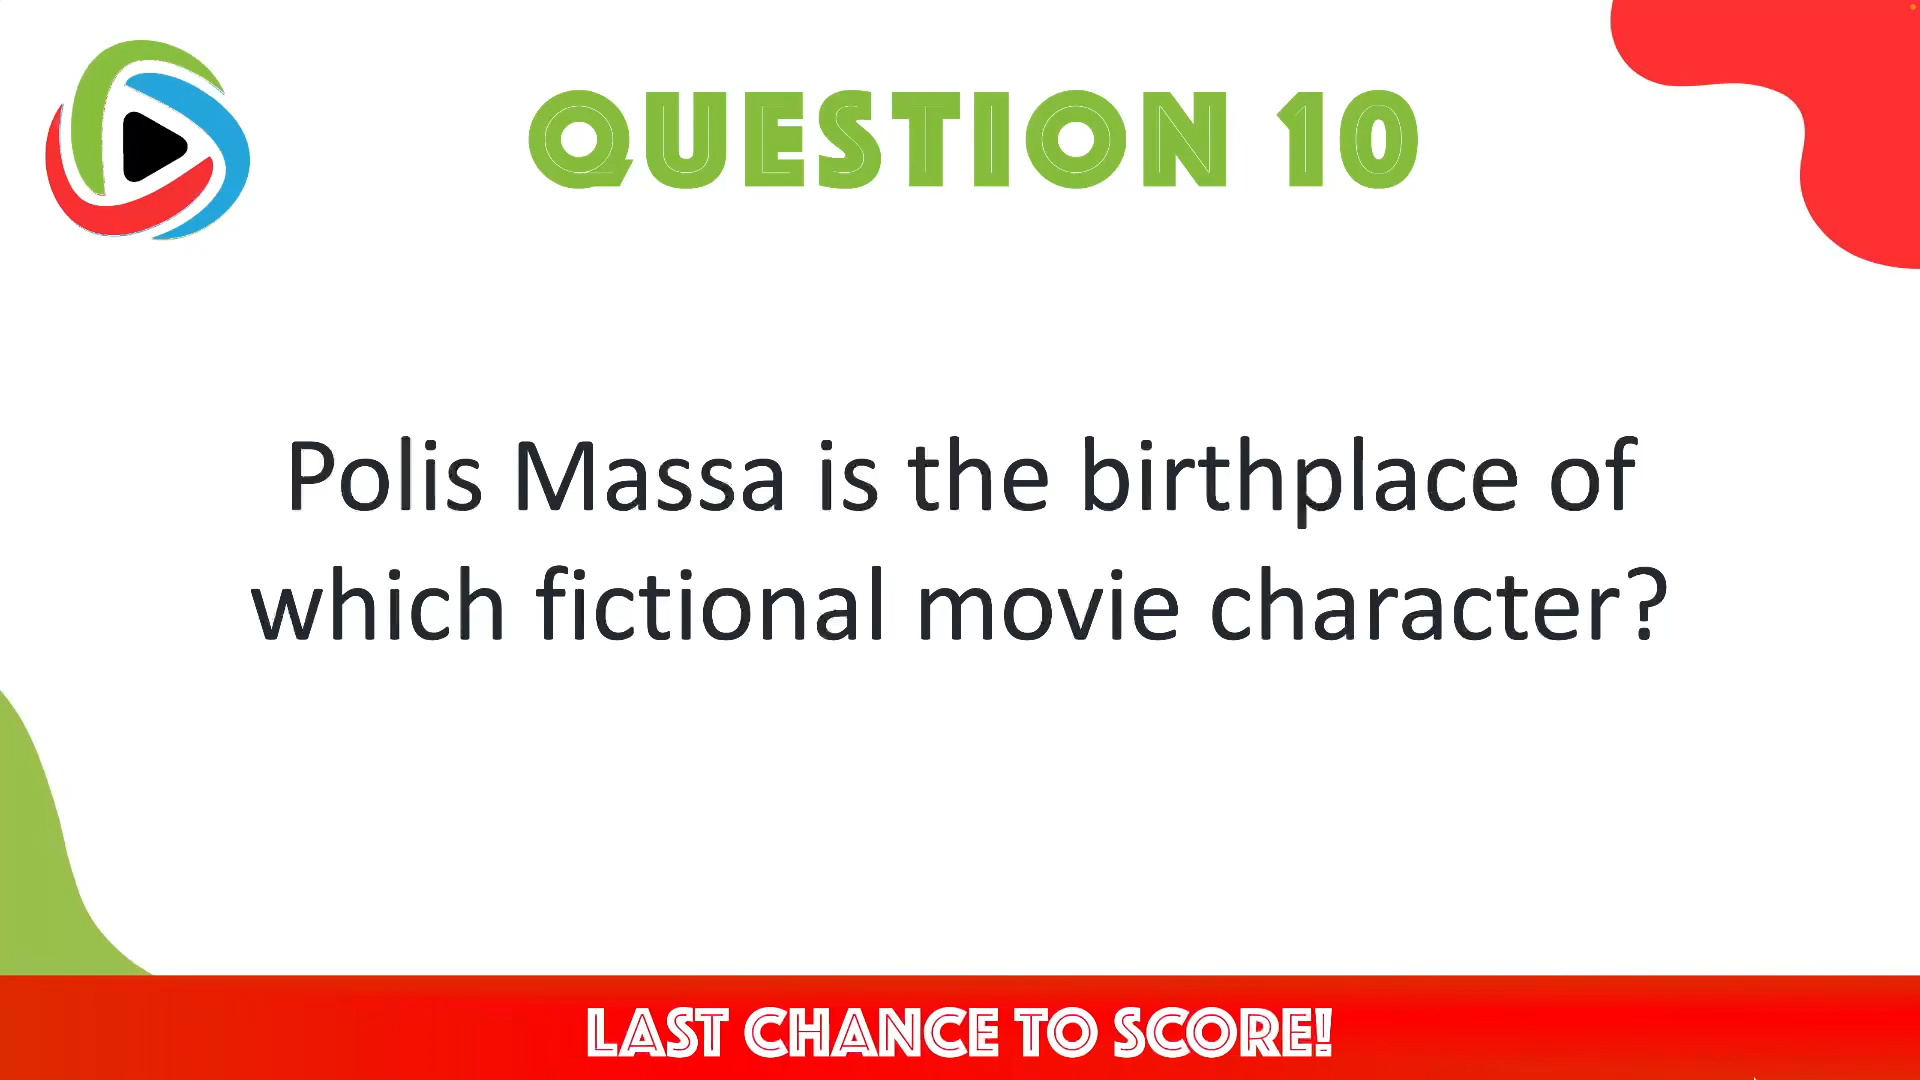 QUESTION 10
Polis Massa is the birthplace of
which fictional movie character?
LAST CHANCE TO SCORE!